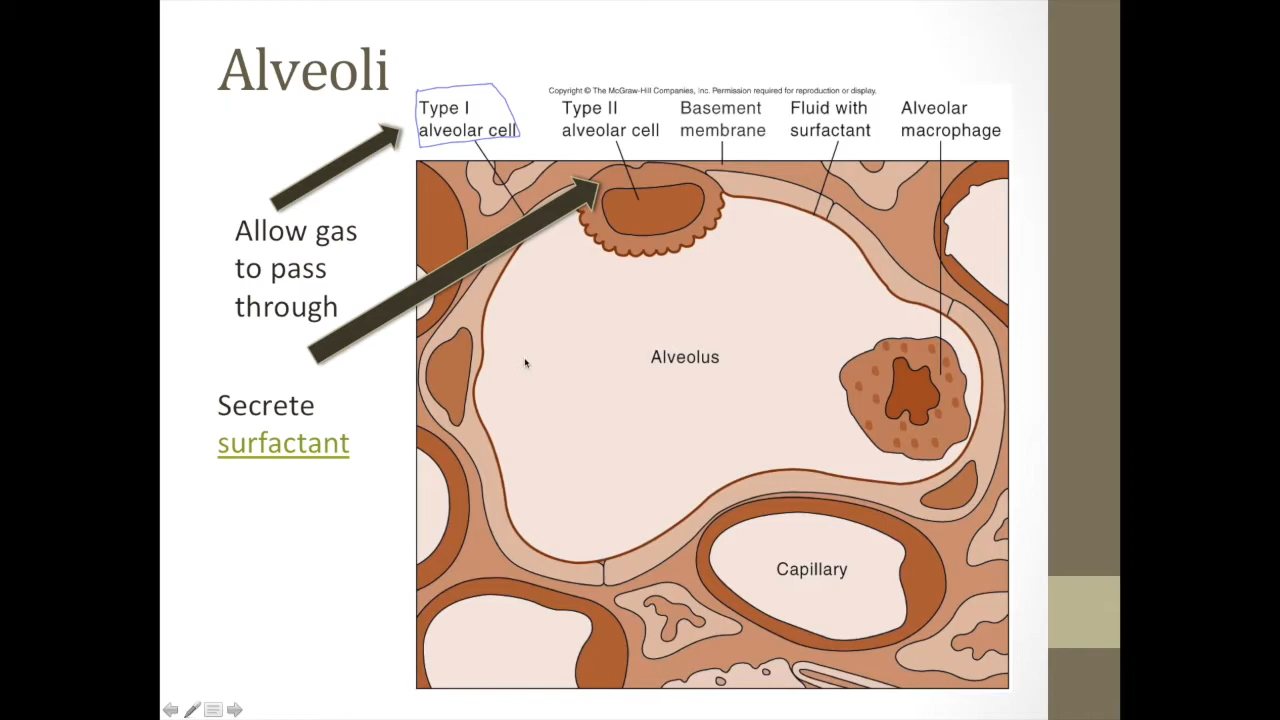 Alveoli
Copyright © The McGraw-Hill Companies, Inc. Permission required for reproduction or display.
Type I
alveolar cell
Type II
alveolar cell
Basement
membrane
Fluid with
surfactant
Alveolar
macrophage
Allow gas
to pass
through
Secrete
surfactant
Alveolus
Capillary